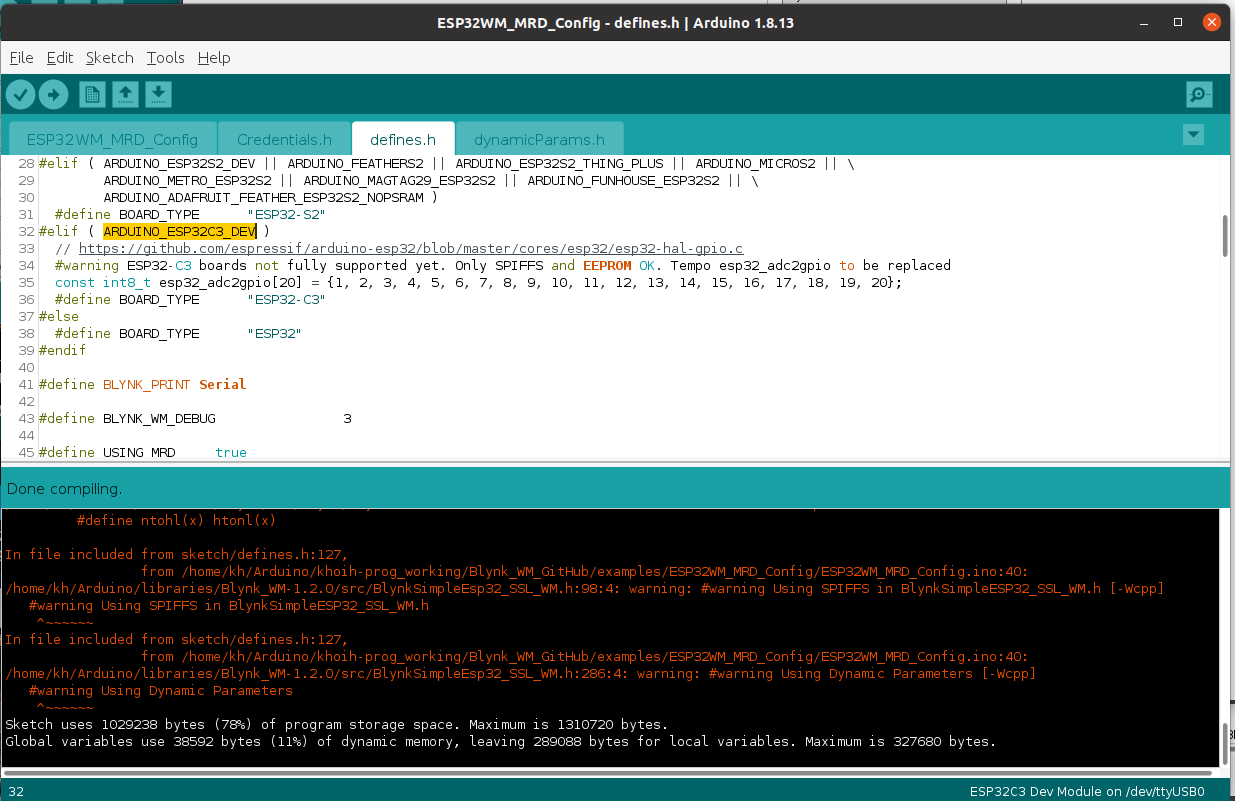 ESP32WM_MRD_Config - defines.h | Arduino 1.8.13
File Edit Sketch Tools Help
ESP32WM_MRD_Config Credentials.h defines.h dynamicParams.h
28 #elif ( ARDUINO_ESP32S2_DEV || ARDUINO_FEATHERS2 || ARDUINO_ESP32S2_THING_PLUS || ARDUINO_MICROS2 || \
29 ARDUINO_METRO_ESP32S2 || ARDUINO_MAGTAG29_ESP32S2 || ARDUINO_FUNHOUSE_ESP32S2 || \
30 ARDUINO_ADAFRUIT_FEATHER_ESP32S2_NOPSRAM )
31 #define BOARD_TYPE "ESP32-S2"
32 #elif ( ARDUINO_ESP32C3_DEV )
33 // https://github.com/espressif/arduino-esp32/blob/master/cores/esp32/esp32-hal-gpio.c
34 #warning ESP32-C3 boards not fully supported yet. Only SPIFFS and EEPROM OK. Tempo esp32_adc2gpio to be replaced
35 const int8_t esp32_adc2gpio[20] = {1, 2, 3, 4, 5, 6, 7, 8, 9, 10, 11, 12, 13, 14, 15, 16, 17, 18, 19, 20};
36 #define BOARD_TYPE "ESP32-C3"
37 #else
38 #define BOARD_TYPE "ESP32"
39 #endif
40
41 #define BLYNK_PRINT Serial
42
43 #define BLYNK_WM_DEBUG 3
44
45 #define USING_MRD true
Done compiling.
#define ntohl(x) htonl(x)
In file included from sketch/defines.h:127,
from /home/kh/Arduino/khoih-prog_working/Blynk_WM_GitHub/examples/ESP32WM_MRD_Config/ESP32WM_MRD_Config.ino:40:
/home/kh/Arduino/libraries/Blynk_WM-1.2.0/src/BlynkSimpleEsp32_SSL_WM.h:98:4: warning: #warning Using SPIFFS in BlynkSimpleESP32_SSL_WM.h [-Wcpp]
#warning Using SPIFFS in BlynkSimpleESP32_SSL_WM.h
^~~~~~~
In file included from sketch/defines.h:127,
from /home/kh/Arduino/khoih-prog_working/Blynk_WM_GitHub/examples/ESP32WM_MRD_Config/ESP32WM_MRD_Config.ino:40:
/home/kh/Arduino/libraries/Blynk_WM-1.2.0/src/BlynkSimpleEsp32_SSL_WM.h:286:4: warning: #warning Using Dynamic Parameters [-Wcpp]
#warning Using Dynamic Parameters
^~~~~~~
Sketch uses 1029238 bytes (78%) of program storage space. Maximum is 1310720 bytes.
Global variables use 38592 bytes (11%) of dynamic memory, leaving 289088 bytes for local variables. Maximum is 327680 bytes.
32 ESP32C3 Dev Module on /dev/ttyUSB0